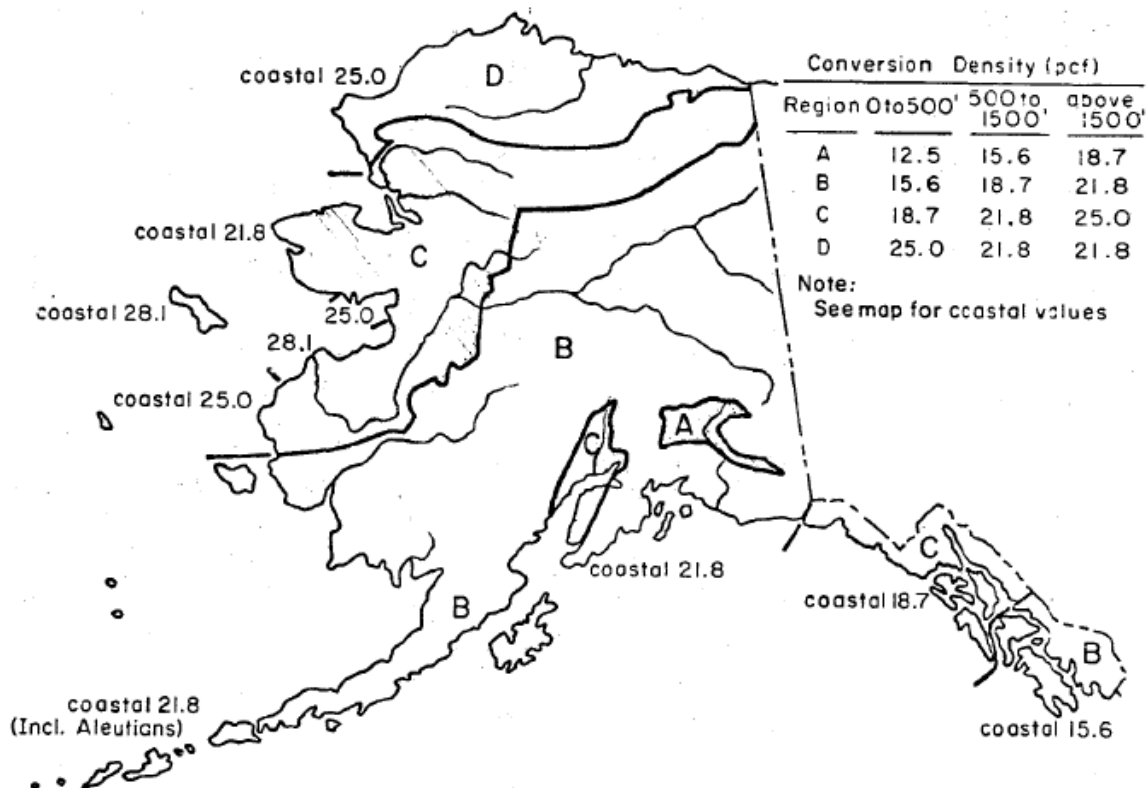 coastal 25.0
D
Conversion Density (pcf)
Region 0to500' 500 to 1500' above 1500'
A 12.5 15.6 18.7
B 15.6 18.7 21.8
C 18.7 21.8 25.0
D 25.0 21.8 21.8
Note:
See map for coastal values
coastal 21.8
C
coastal 28.1
25.0
28.1
B
coastal 25.0
C
A
coastal 21.8
C
coastal 18.7
B
B
coastal 21.8
(Incl. Aleutians)
coastal 15.6